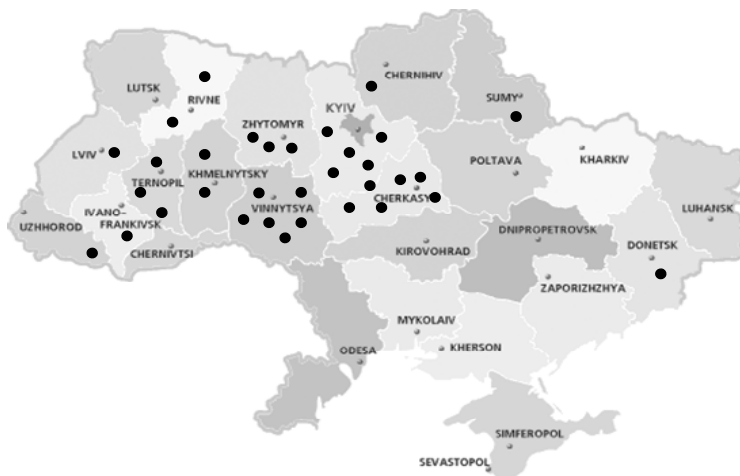 CHERNIHIV
LUTSK
RIVNE
SUMY
KYIV
ZHYTOMYR
LVIV
KHARKIV
POLTAVA
KHMELNYTSKY
TERNOPIL
CHERKASY
VINNYTSYA
LUHANSK
IVANO-
FRANKIVSK
UZHHOROD
DNIPROPETROVSK
DONETSK
CHERNIVTSI
KIROVOHRAD
ZAPORIZHZHYA
MYKOLAIV
KHERSON
ODESA
SIMFEROPOL
SEVASTOPOL